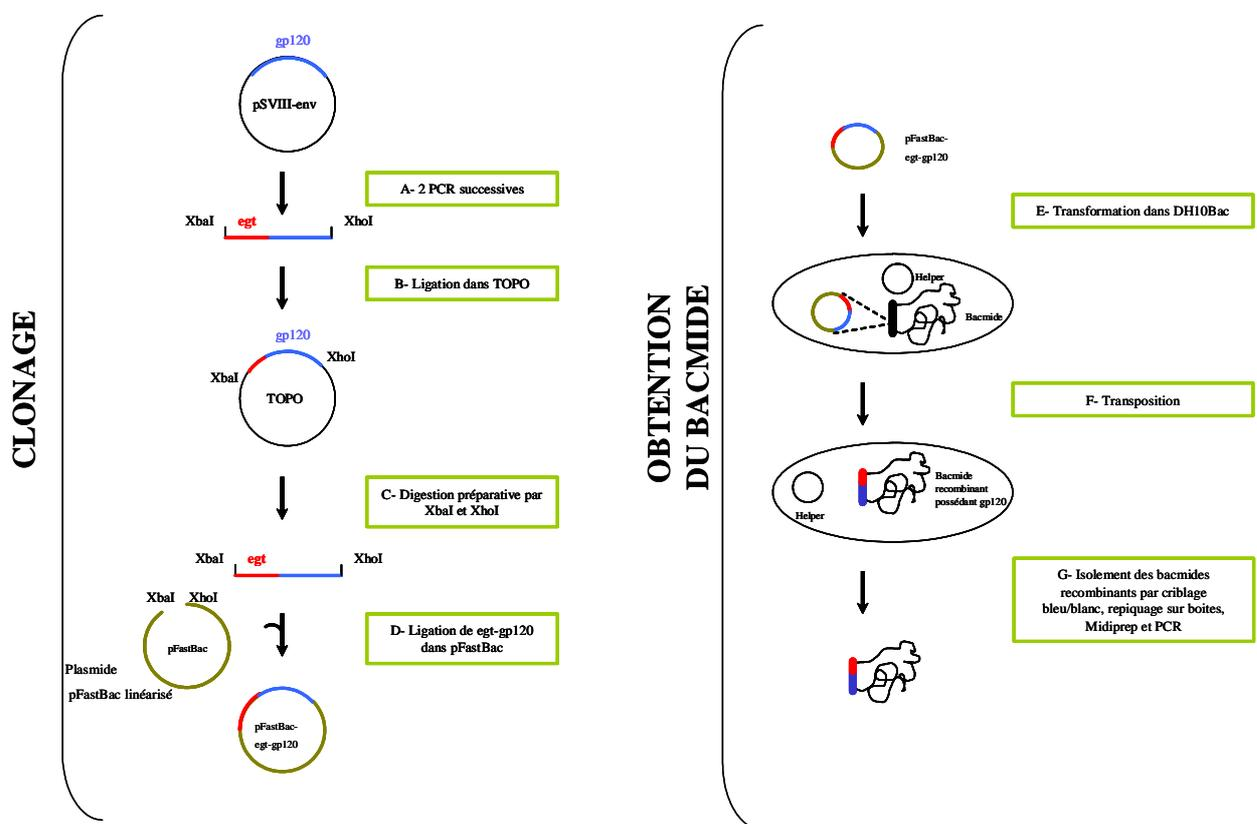 CLONAGE
gp120
pSVIII-env
A- 2 PCR successives
XbaI
egt
XhoI
B- Ligation dans TOPO
gp120
XhoI
XbaI
TOPO
C- Digestion préparative par
XbaI et XhoI
XbaI
egt
XhoI
XbaI
XhoI
pFastBac
Plasmide
pFastBac linéarisé
D- Ligation de egt-gp120
dans pFastBac
pFastBac-
egt-gp120
OBTENTION
DU BACMIDE
pFastBac-
egt-gp120
E- Transformation dans DH10Bac
Helper
Bacmide
F- Transposition
Helper
Bacmide
recombinant
possédant gp120
G- Isolement des bacmides
recombinants par criblage
bleu/blanc, repiquage sur boites,
Midiprep et PCR